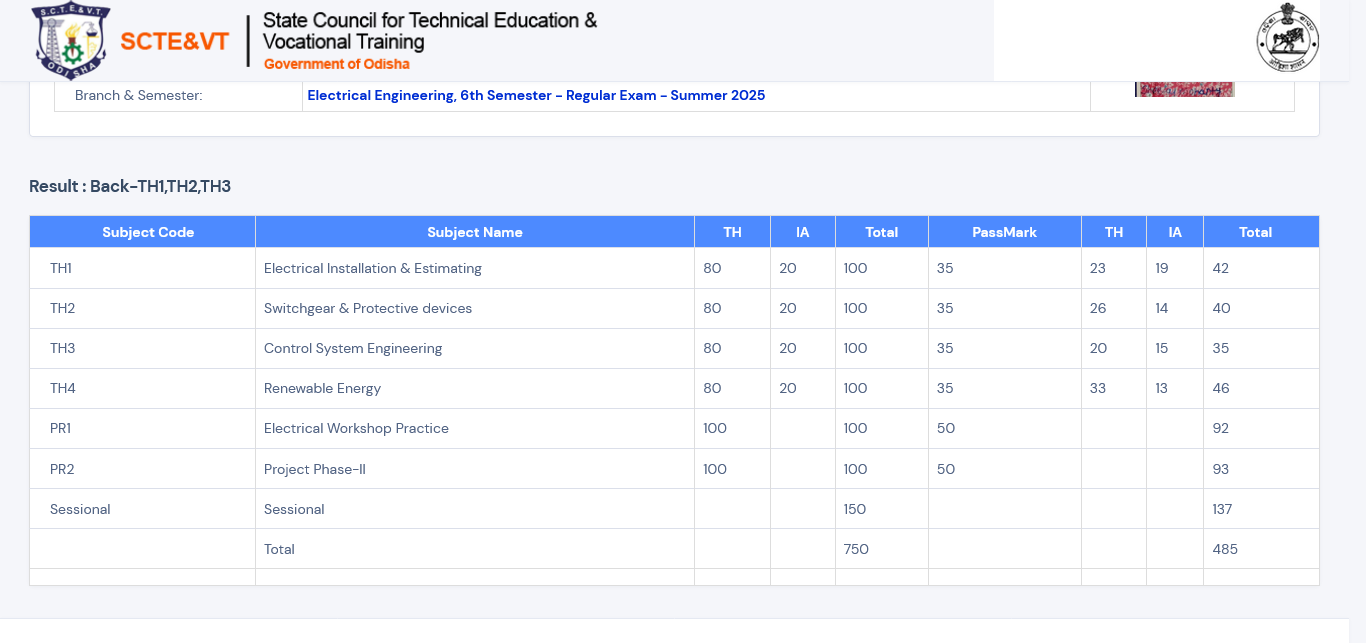 S.C.T.E.&V.T.
ODISHA
SCTE&VT
State Council for Technical Education &
Vocational Training
Government of Odisha
Branch & Semester: Electrical Engineering, 6th Semester - Regular Exam - Summer 2025
Result : Back-TH1,TH2,TH3
Subject Code Subject Name TH IA Total PassMark TH IA Total
TH1 Electrical Installation & Estimating 80 20 100 35 23 19 42
TH2 Switchgear & Protective devices 80 20 100 35 26 14 40
TH3 Control System Engineering 80 20 100 35 20 15 35
TH4 Renewable Energy 80 20 100 35 33 13 46
PR1 Electrical Workshop Practice 100 100 50 92
PR2 Project Phase-II 100 100 50 93
Sessional Sessional 150 137
Total 750 485